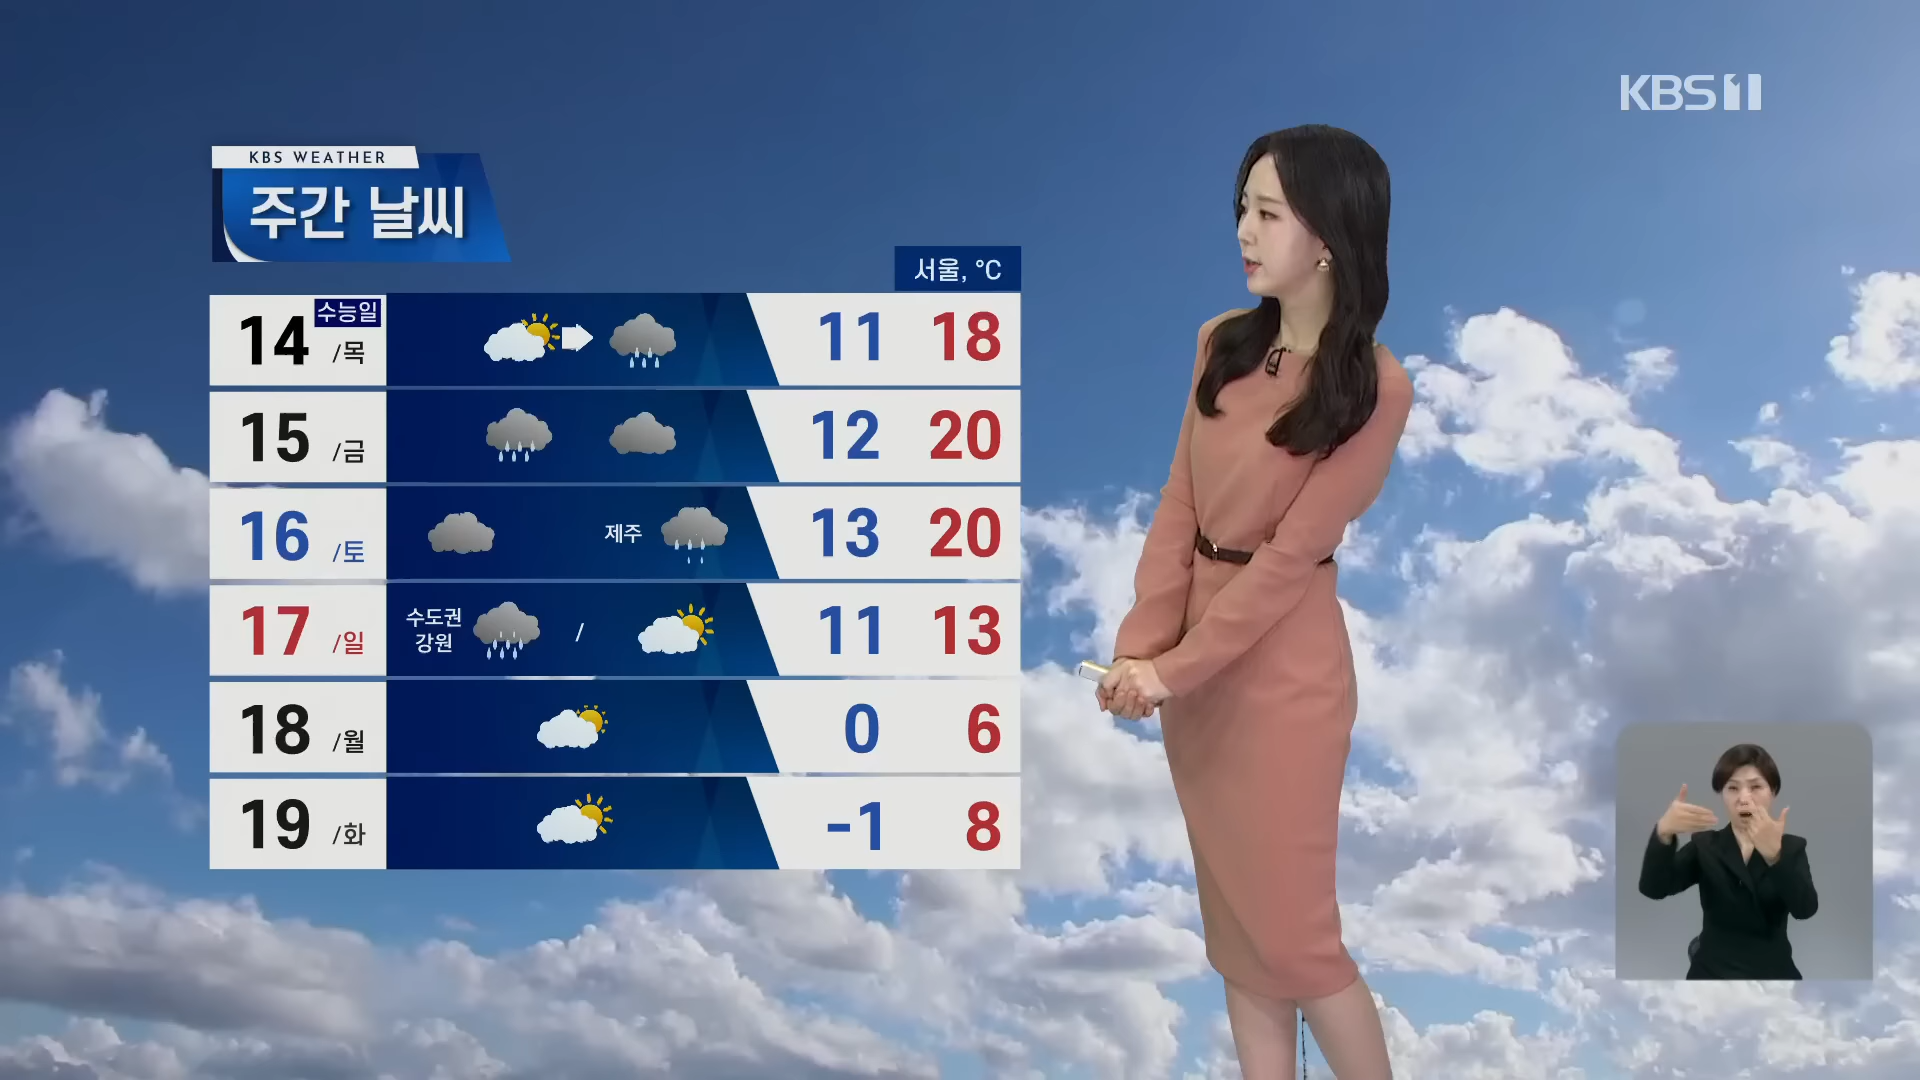 KBS 1
KBS WEATHER
주간 날씨
서울, °C
14 /목 수능일 11 18
15 /금 12 20
16 /토 제주 13 20
17 /일 수도권 강원 / 11 13
18 /월 0 6
19 /화 -1 8